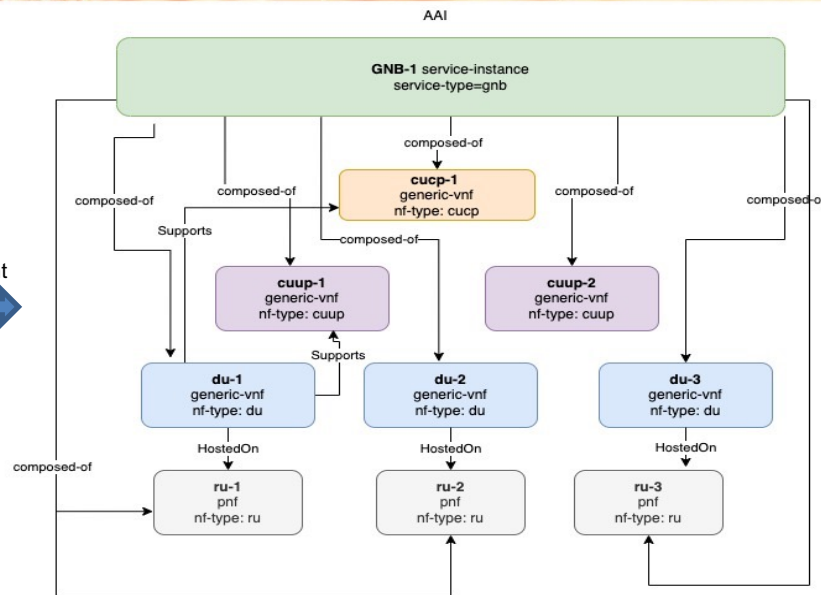 AAI
GNB-1 service-instance
service-type=gnb
composed-of
cucp-1
generic-vnf
nf-type: cucp
composed-of
composed-of
composed-of
composed-of
Supports
composed-of
t
cuup-1
generic-vnf
nf-type: cuup
cuup-2
generic-vnf
nf-type: cuup
Supports
du-1
generic-vnf
nf-type: du
du-2
generic-vnf
nf-type: du
du-3
generic-vnf
nf-type: du
HostedOn
HostedOn
HostedOn
composed-of
ru-1
pnf
nf-type: ru
ru-2
pnf
nf-type: ru
ru-3
pnf
nf-type: ru